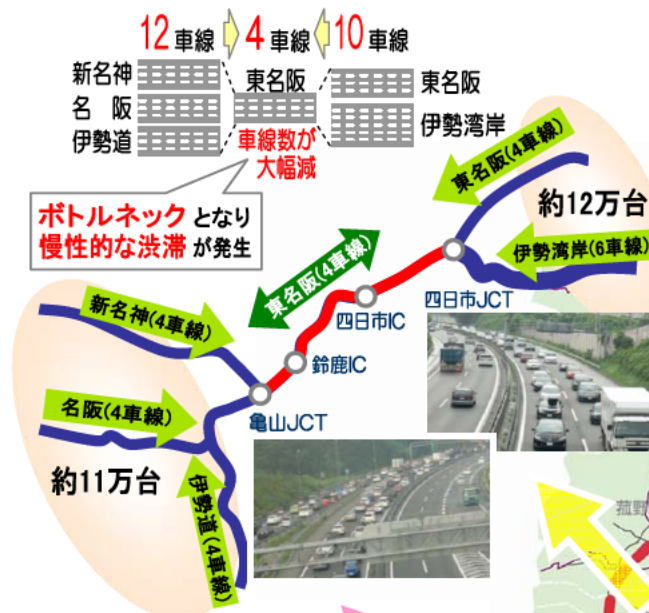 12車線 4車線 10車線
新名神
名 阪
伊勢道
東名阪
東名阪
伊勢湾岸
車線数が
大幅減
ボトルネック となり
慢性的な渋滞 が発生
東名阪(4車線)
約12万台
伊勢湾岸(6車線)
東名阪(4車線)
四日市JCT
四日市IC
新名神(4車線)
鈴鹿IC
名阪(4車線)
亀山JCT
約11万台
伊勢道(4車線)
菰野